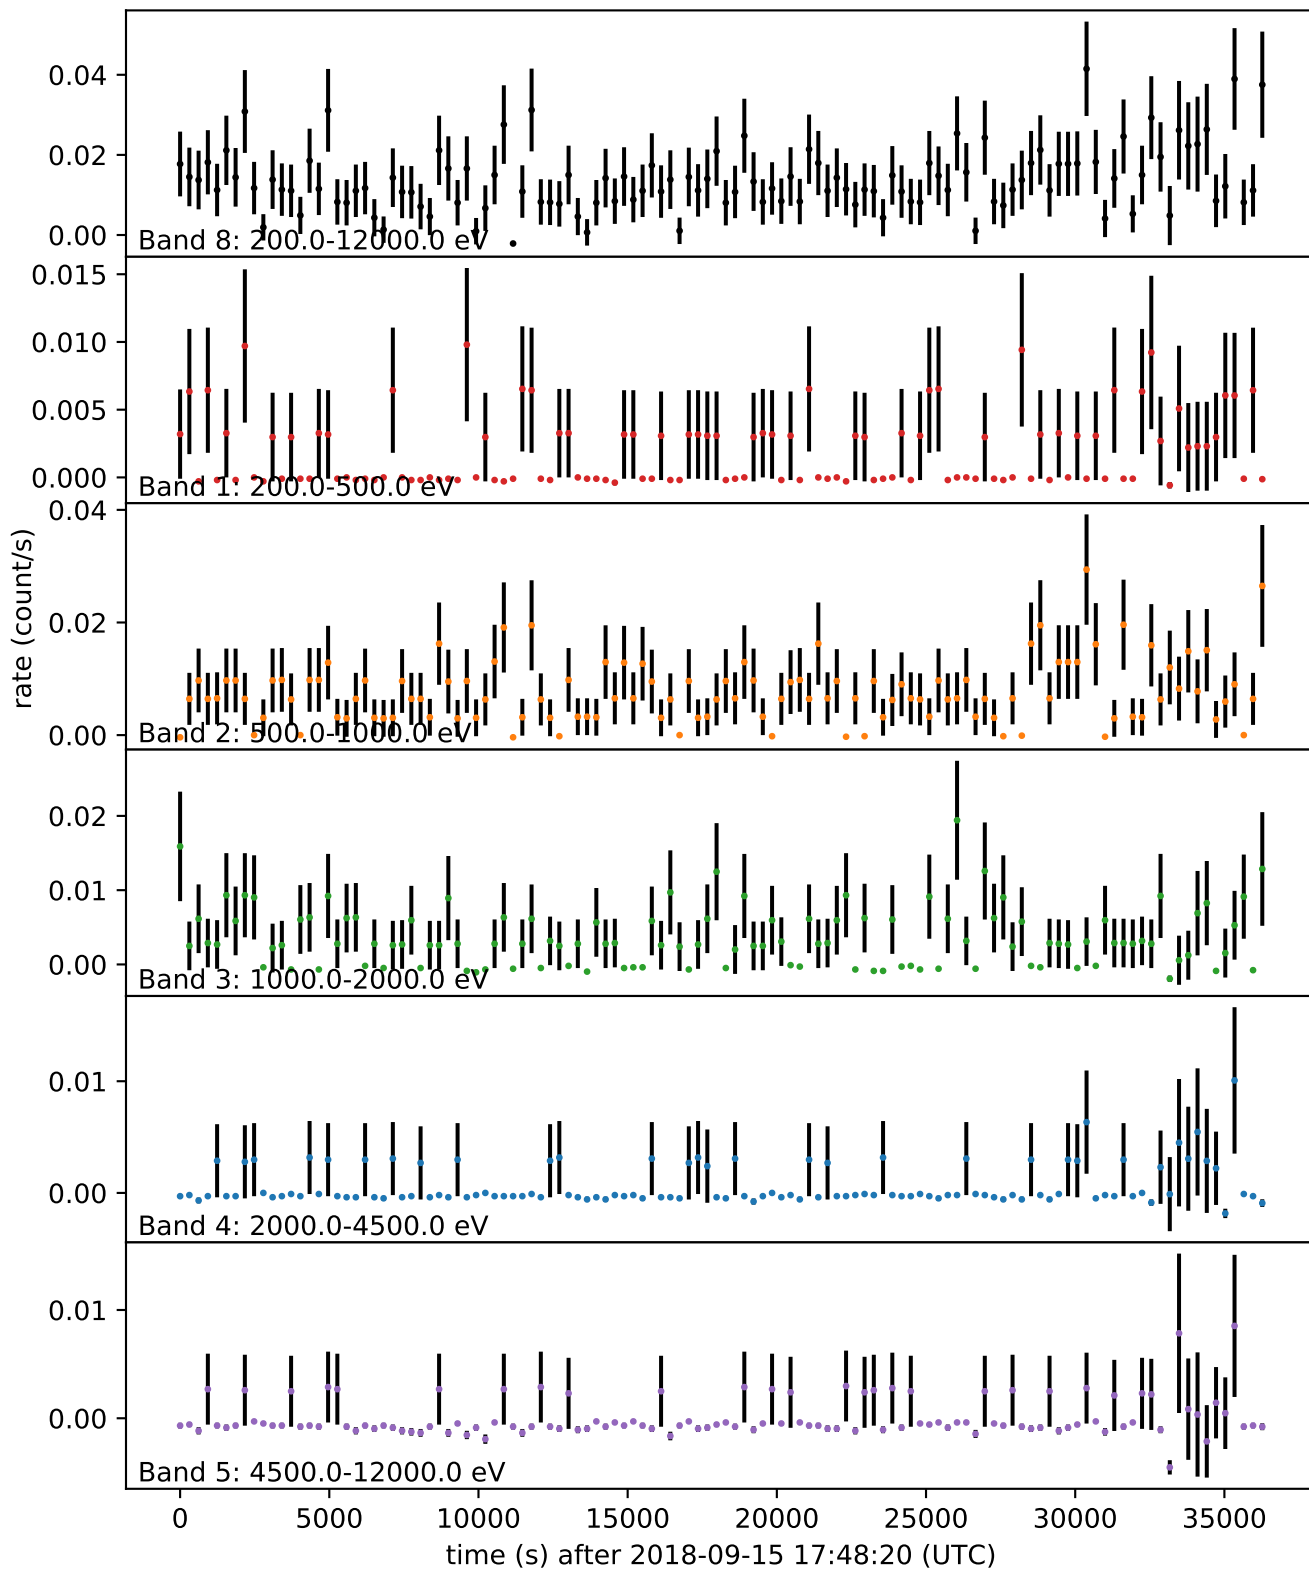 0.04
0.02
0.00
Band 8: 200.0-12000.0 eV
0.015
0.010
0.005
0.000
Band 1: 200.0-500.0 eV
0.04
0.02
0.00
Band 2: 500.0-1000.0 eV
rate (count/s)
0.02
0.01
0.00
Band 3: 1000.0-2000.0 eV
0.01
0.00
Band 4: 2000.0-4500.0 eV
0.01
0.00
Band 5: 4500.0-12000.0 eV
0 5000 10000 15000 20000 25000 30000 35000
time (s) after 2018-09-15 17:48:20 (UTC)